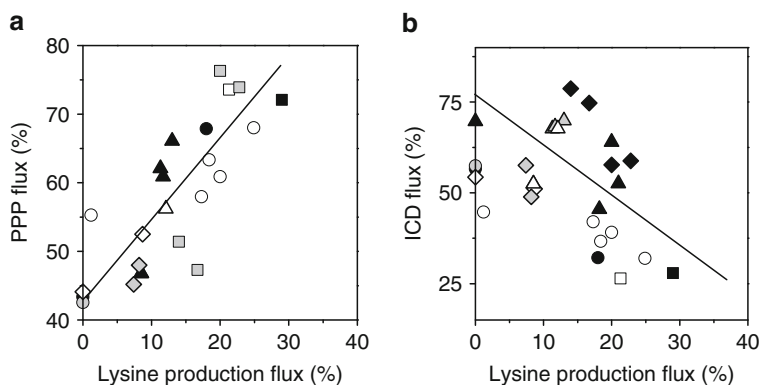 a
PPP flux (%)
80
70
60
50
40
0 10 20 30 40
Lysine production flux (%)
b
ICD flux (%)
75
50
25
0 10 20 30 40
Lysine production flux (%)